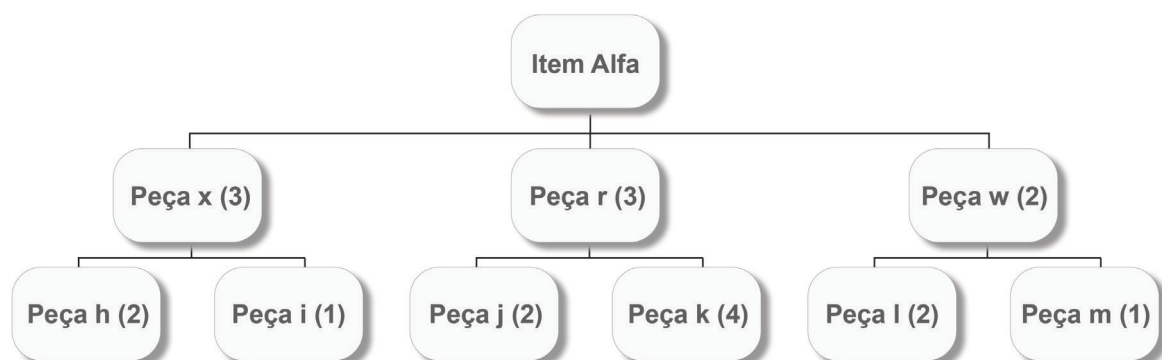 Item Alfa
Peça x (3)
Peça r (3)
Peça w (2)
Peça h (2)
Peça i (1)
Peça j (2)
Peça k (4)
Peça l (2)
Peça m (1)